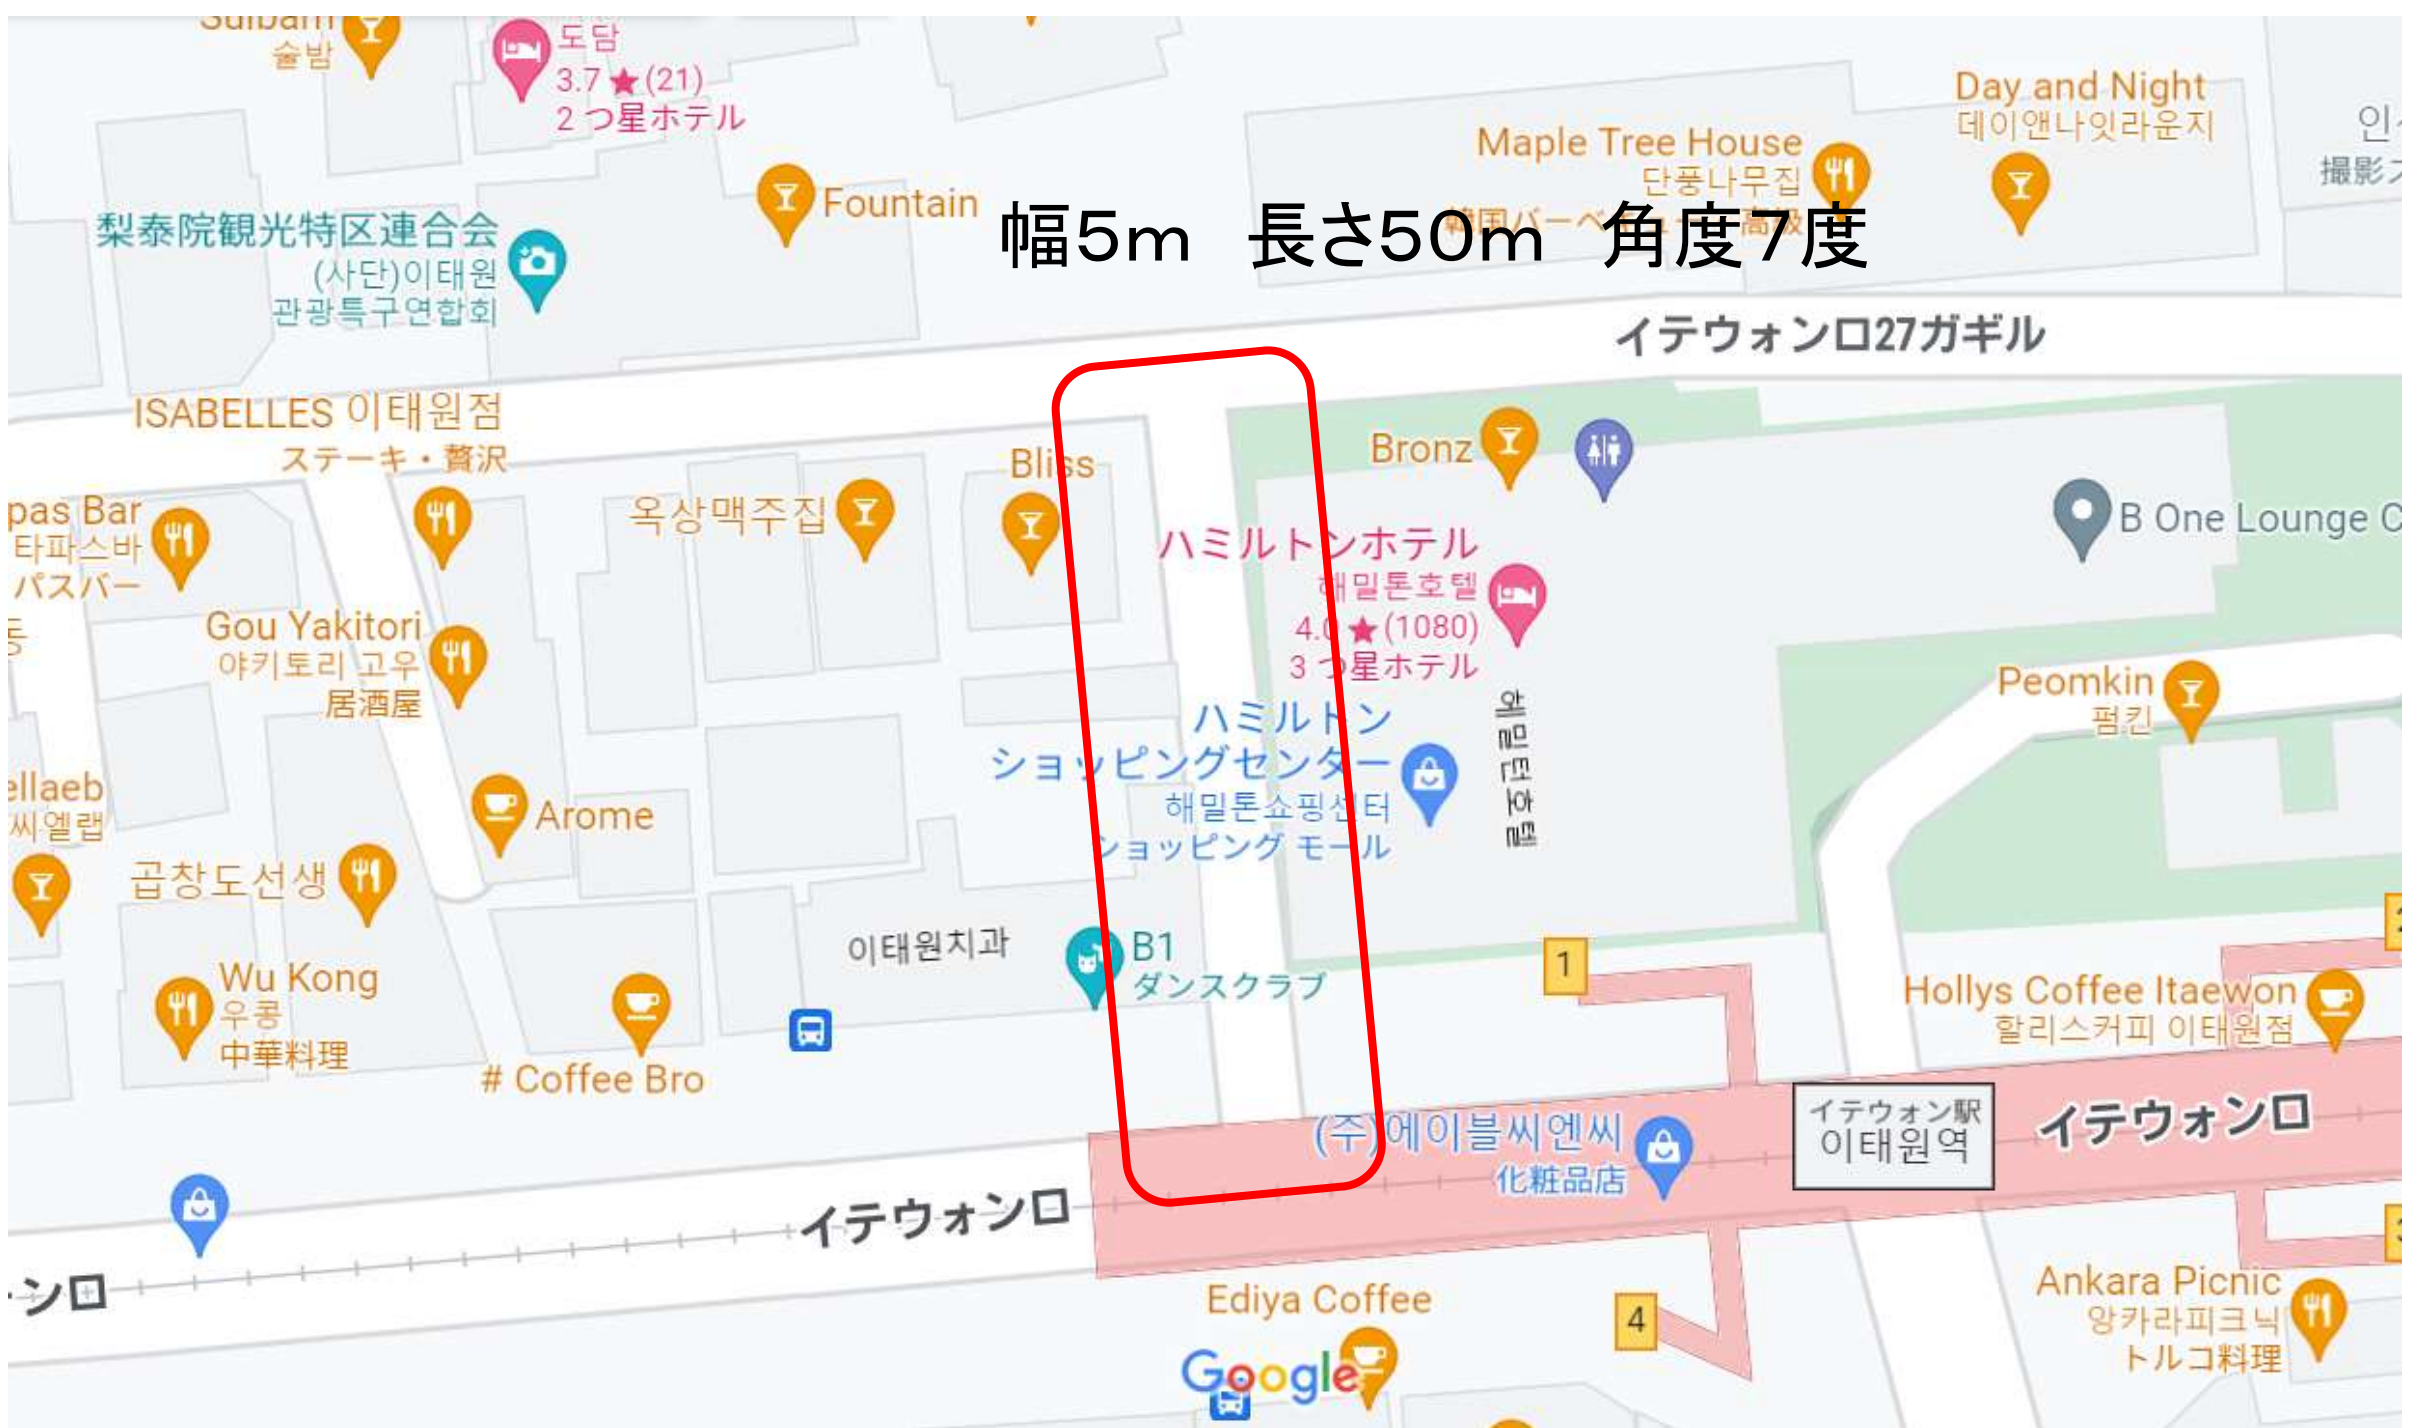 Sulbam
술밤
도담
3.7 ★ (21)
2 つ星ホテル
Day and Night
데이앤나잇라운지
Maple Tree House
단풍나무집
撮影
Fountain
幅5m 長さ50m 角度7度
梨泰院観光特区連合会
(사단)이태원
관광특구연합회
イテウォンロ27ガギル
ISABELLES 이태원점
ステーキ・贅沢
Bliss
Bronz
pas Bar
타파스바
パスバー
옥상맥주집
B One Lounge C
ハミルトンホテル
해밀톤호텔
4.0 ★ (1080)
3 つ星ホテル
Gou Yakitori
야키토리 고우
居酒屋
Peomkin
펌킨
헤밀턴호텔
ハミルトン
ショッピングセンター
해밀톤쇼핑센터
ショッピング モール
ellaeb
씨엘랩
Arome
곱창도선생
이태원치과
B1
ダンスクラブ
1
2
Wu Kong
우콩
中華料理
# Coffee Bro
Hollys Coffee Itaewon
할리스커피 이태원점
(주)에이블씨엔씨
化粧品店
イテウォン駅
이태원역
イテウォンロ
イテウォンロ
ンロ
3
Ediya Coffee
4
Ankara Picnic
앙카라피크닉
トルコ料理
Google